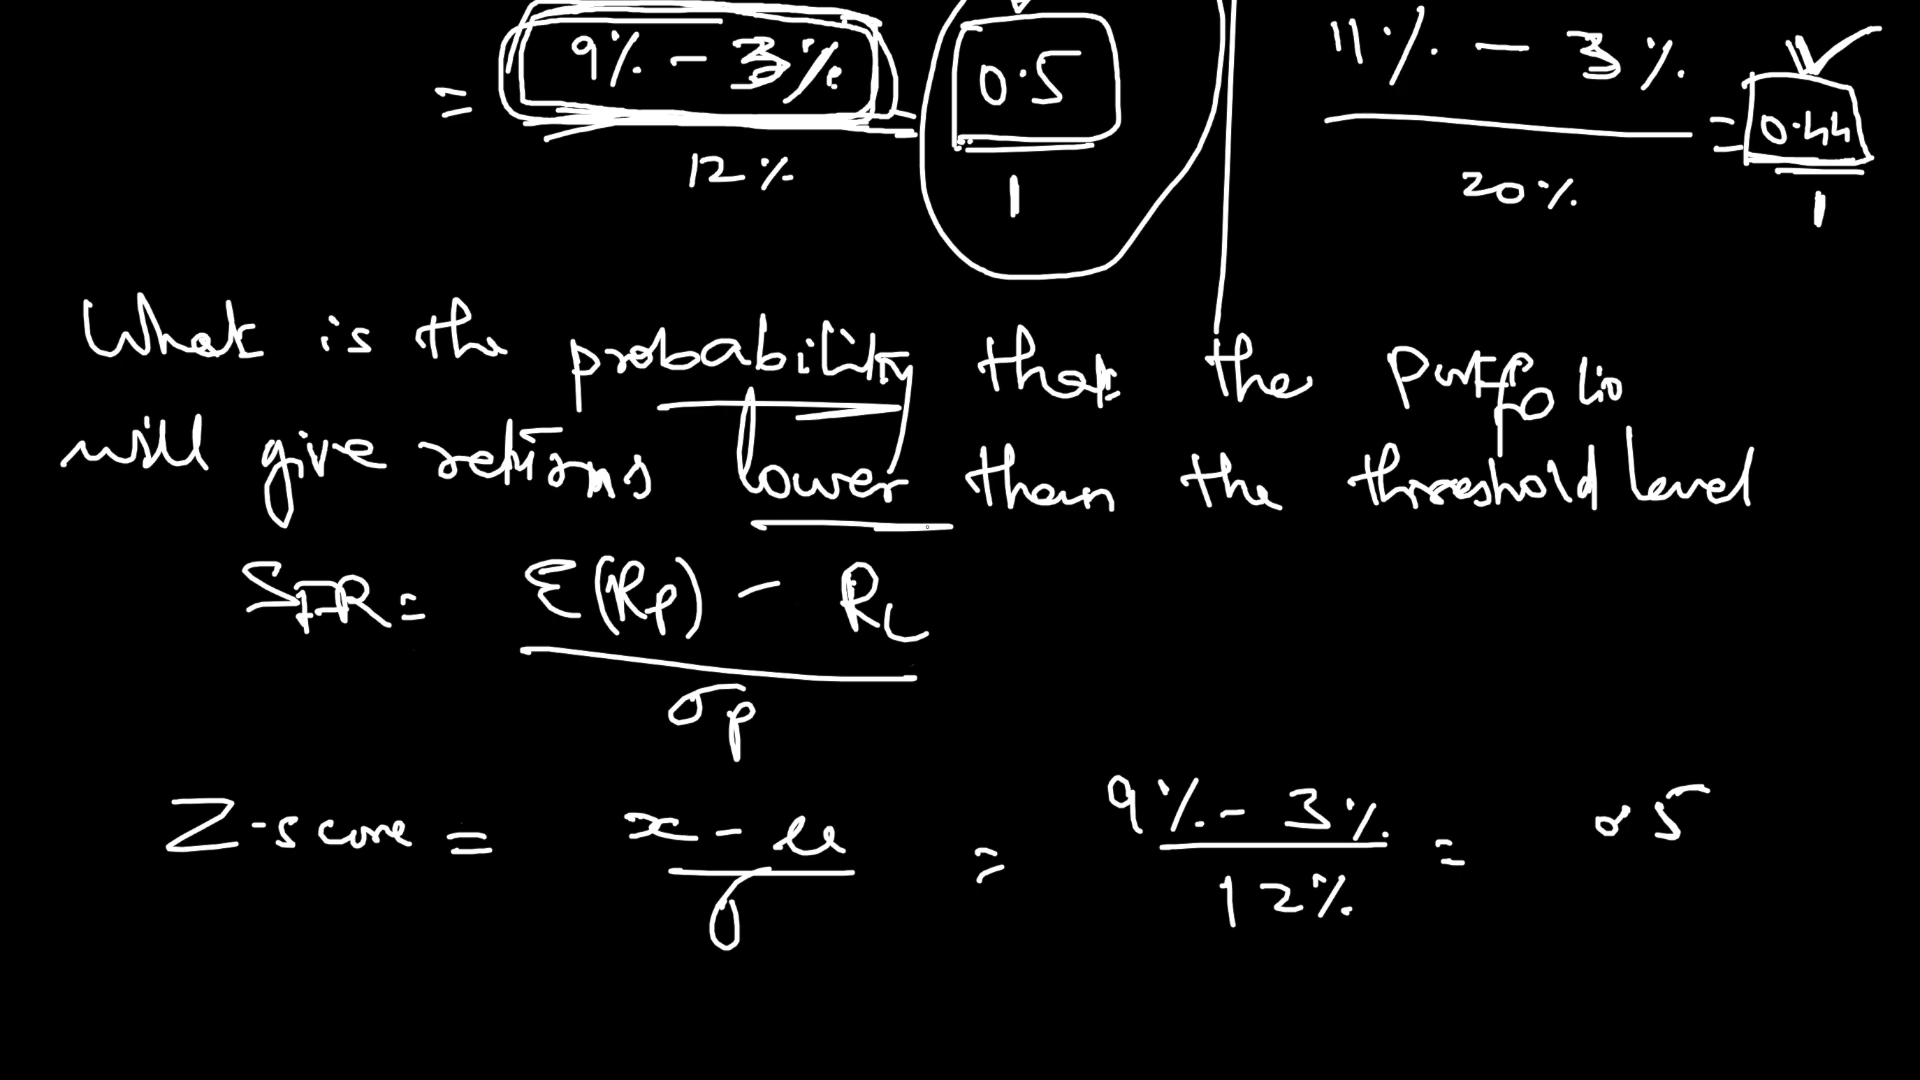 = 9% - 3% / 12% 0.5 1
11% - 3% / 20% = 0.44 1
What is the probability that the portfolio
will give returns lower than the threshold level
SFR = E(Rp) - RL / σp
Z-score = x - μ / σ = 9% - 3% / 12% = 0.5